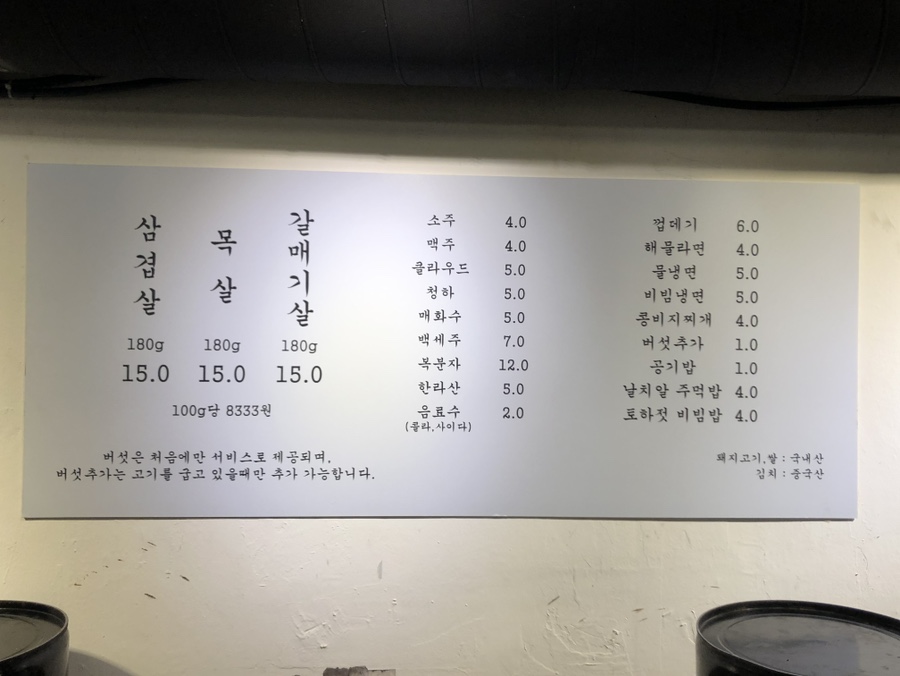 삼겹살
180g
15.0
목살
180g
15.0
갈매기살
180g
15.0
100g당 8333원
버섯은 처음에만 서비스로 제공되며,
버섯추가는 고기를 굽고 있을때만 추가 가능합니다.
소주 4.0
맥주 4.0
클라우드 5.0
청하 5.0
매화수 5.0
백세주 7.0
복분자 12.0
한라산 5.0
음료수 2.0
(콜라,사이다)
껍데기 6.0
해물라면 4.0
물냉면 5.0
비빔냉면 5.0
콩비지찌개 4.0
버섯추가 1.0
공기밥 1.0
날치알 주먹밥 4.0
토하젓 비빔밥 4.0
돼지고기,쌀 : 국내산
김치 : 중국산